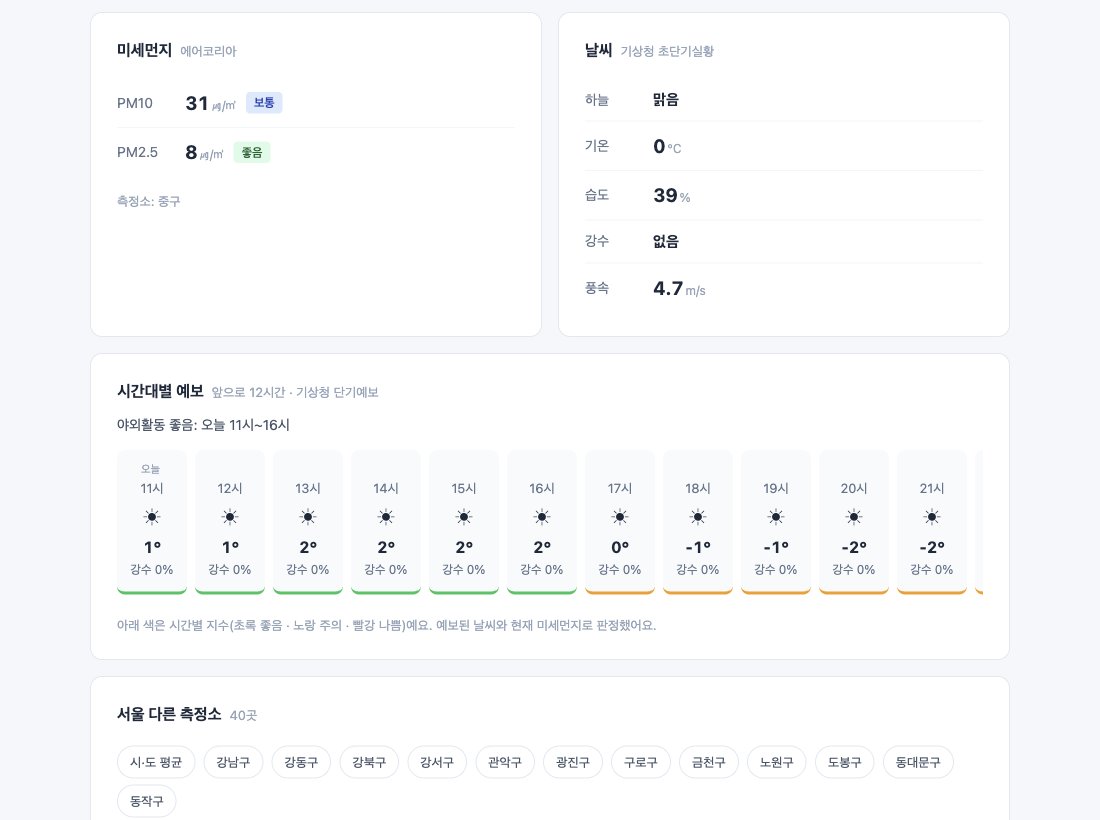 미세먼지 에어코리아
PM10 31 ㎍/㎥ 보통
PM2.5 8 ㎍/㎥ 좋음
측정소: 중구
날씨 기상청 초단기실황
하늘 맑음
기온 0 °C
습도 39 %
강수 없음
풍속 4.7 m/s
시간대별 예보 앞으로 12시간 · 기상청 단기예보
야외활동 좋음: 오늘 11시~16시
오늘
11시 12시 13시 14시 15시 16시 17시 18시 19시 20시 21시
1° 1° 2° 2° 2° 2° 0° -1° -1° -2° -2°
강수 0% 강수 0% 강수 0% 강수 0% 강수 0% 강수 0% 강수 0% 강수 0% 강수 0% 강수 0% 강수 0%
아래 색은 시간별 지수(초록 좋음 · 노랑 주의 · 빨강 나쁨)예요. 예보된 날씨와 현재 미세먼지로 판정했어요.
서울 다른 측정소 40곳
시·도 평균 강남구 강동구 강북구 강서구 관악구 광진구 구로구 금천구 노원구 도봉구 동대문구
동작구